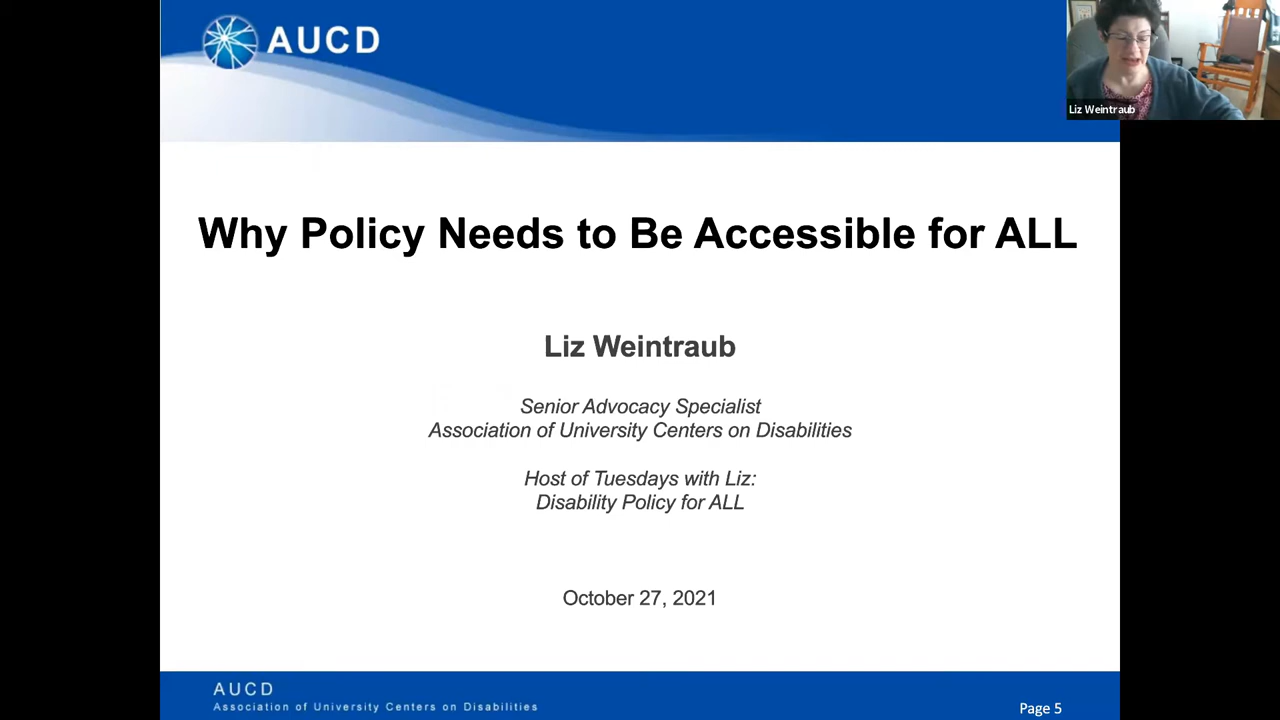 AUCD
Liz Weintraub
Why Policy Needs to Be Accessible for ALL
Liz Weintraub
Senior Advocacy Specialist
Association of University Centers on Disabilities
Host of Tuesdays with Liz:
Disability Policy for ALL
October 27, 2021
AUCD
Association of University Centers on Disabilities
Page 5